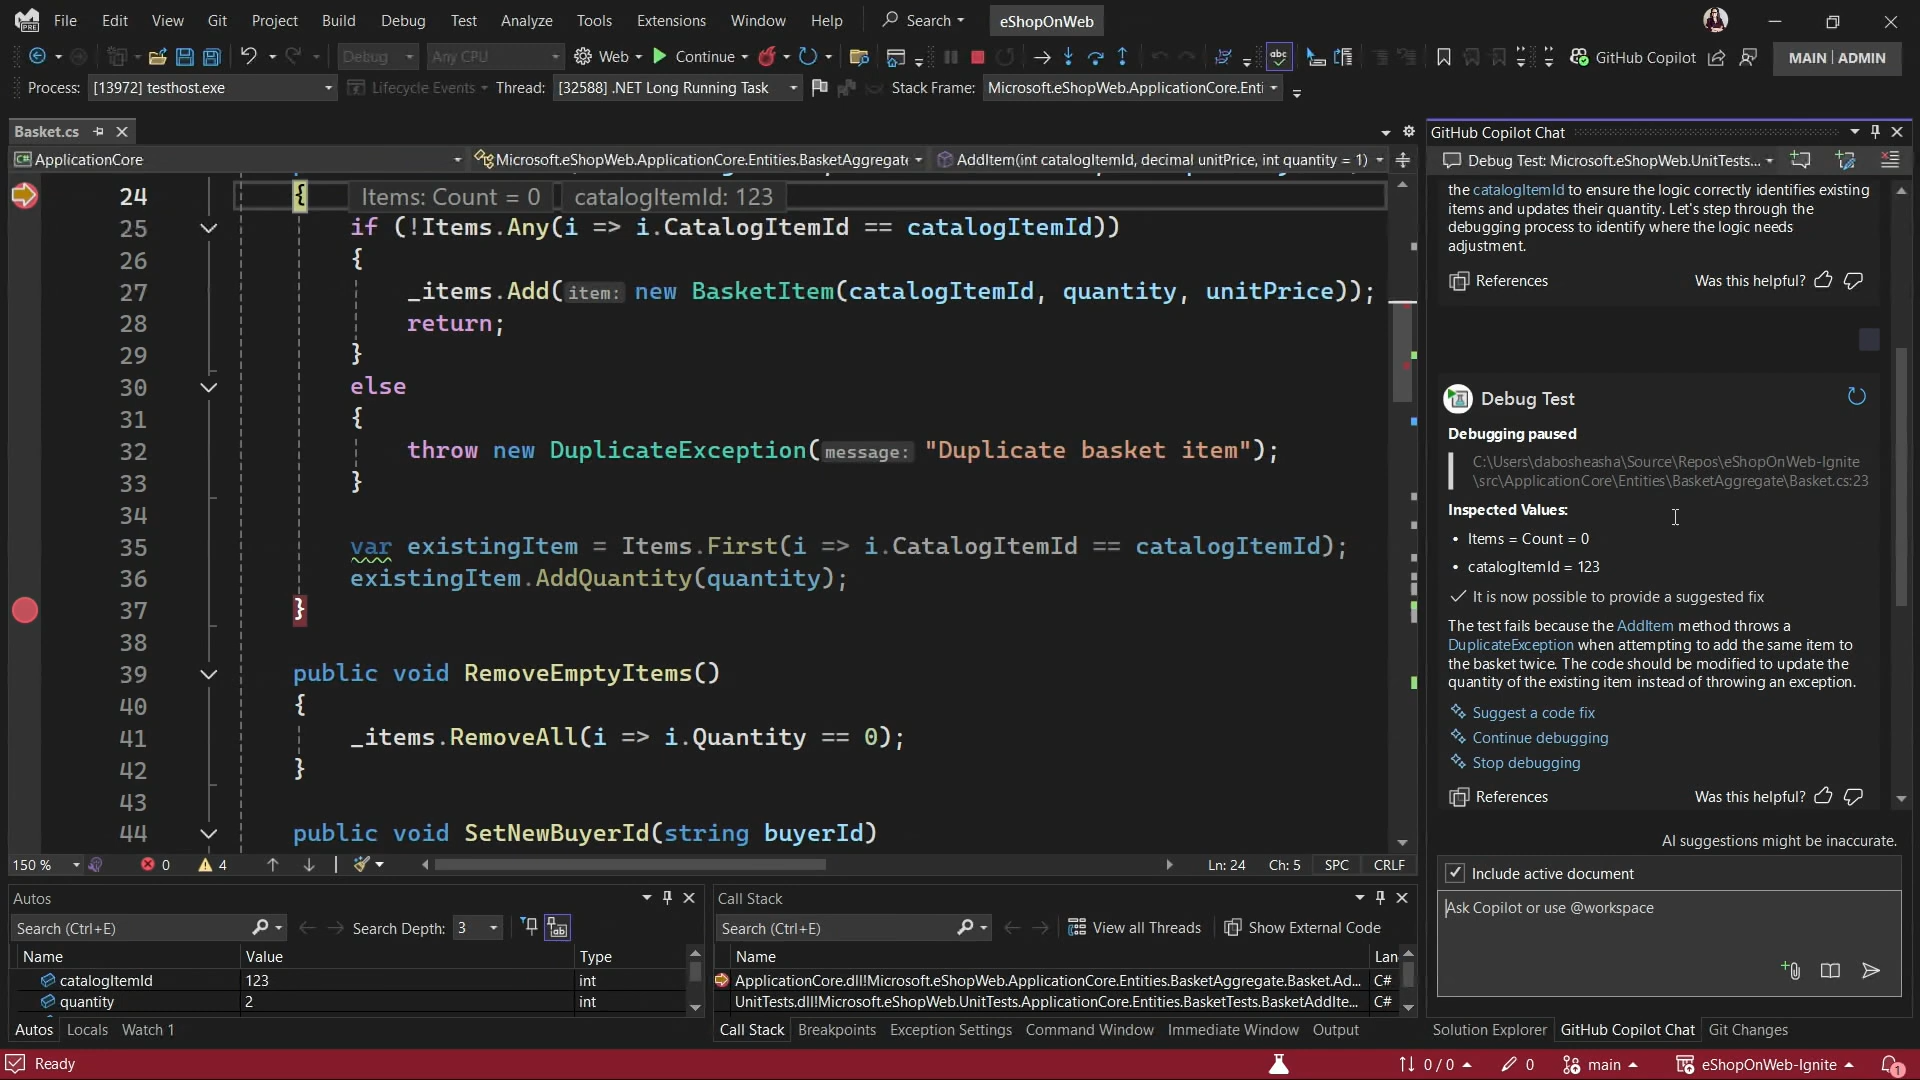 File Edit View Git Project Build Debug Test Analyze Tools Extensions Window Help Search eShopOnWeb
Debug Any CPU Web Continue GitHub Copilot MAIN | ADMIN
Process: [13972] testhost.exe Lifecycle Events Thread: [32588] .NET Long Running Task Stack Frame: Microsoft.eShopWeb.ApplicationCore.Enti
Basket.cs
ApplicationCore Microsoft.eShopWeb.ApplicationCore.Entities.BasketAggregate AddItem(int catalogItemId, decimal unitPrice, int quantity = 1)
24 { Items: Count = 0 catalogItemId: 123
25 if (!Items.Any(i => i.CatalogItemId == catalogItemId))
26 {
27 _items.Add(item: new BasketItem(catalogItemId, quantity, unitPrice));
28 return;
29 }
30 else
31 {
32 throw new DuplicateException(message: "Duplicate basket item");
33 }
34
35 var existingItem = Items.First(i => i.CatalogItemId == catalogItemId);
36 existingItem.AddQuantity(quantity);
37 }
38
39 public void RemoveEmptyItems()
40 {
41 _items.RemoveAll(i => i.Quantity == 0);
42 }
43
44 public void SetNewBuyerId(string buyerId)
150 % 0 4 Ln: 24 Ch: 5 SPC CRLF
GitHub Copilot Chat
Debug Test: Microsoft.eShopWeb.UnitTests...
the catalogItemId to ensure the logic correctly identifies existing
items and updates their quantity. Let's step through the
debugging process to identify where the logic needs
adjustment.
References Was this helpful?
Debug Test
Debugging paused
C:\Users\dabosheasha\Source\Repos\eShopOnWeb-Ignite
\src\ApplicationCore\Entities\BasketAggregate\Basket.cs:23
Inspected Values:
• Items = Count = 0
• catalogItemId = 123
It is now possible to provide a suggested fix
The test fails because the AddItem method throws a
DuplicateException when attempting to add the same item to
the basket twice. The code should be modified to update the
quantity of the existing item instead of throwing an exception.
Suggest a code fix
Continue debugging
Stop debugging
References Was this helpful?
AI suggestions might be inaccurate.
Include active document
Ask Copilot or use @workspace
Autos
Search (Ctrl+E) Search Depth: 3
Name Value Type
catalogItemId 123 int
quantity 2 int
Autos Locals Watch 1
Call Stack
Search (Ctrl+E) View all Threads Show External Code
Name Lan
ApplicationCore.dll!Microsoft.eShopWeb.ApplicationCore.Entities.BasketAggregate.Basket.Ad... C#
UnitTests.dll!Microsoft.eShopWeb.UnitTests.ApplicationCore.Entities.BasketTests.BasketAddIte... C#
Call Stack Breakpoints Exception Settings Command Window Immediate Window Output
Solution Explorer GitHub Copilot Chat Git Changes
Ready 0 / 0 0 main eShopOnWeb-Ignite 1